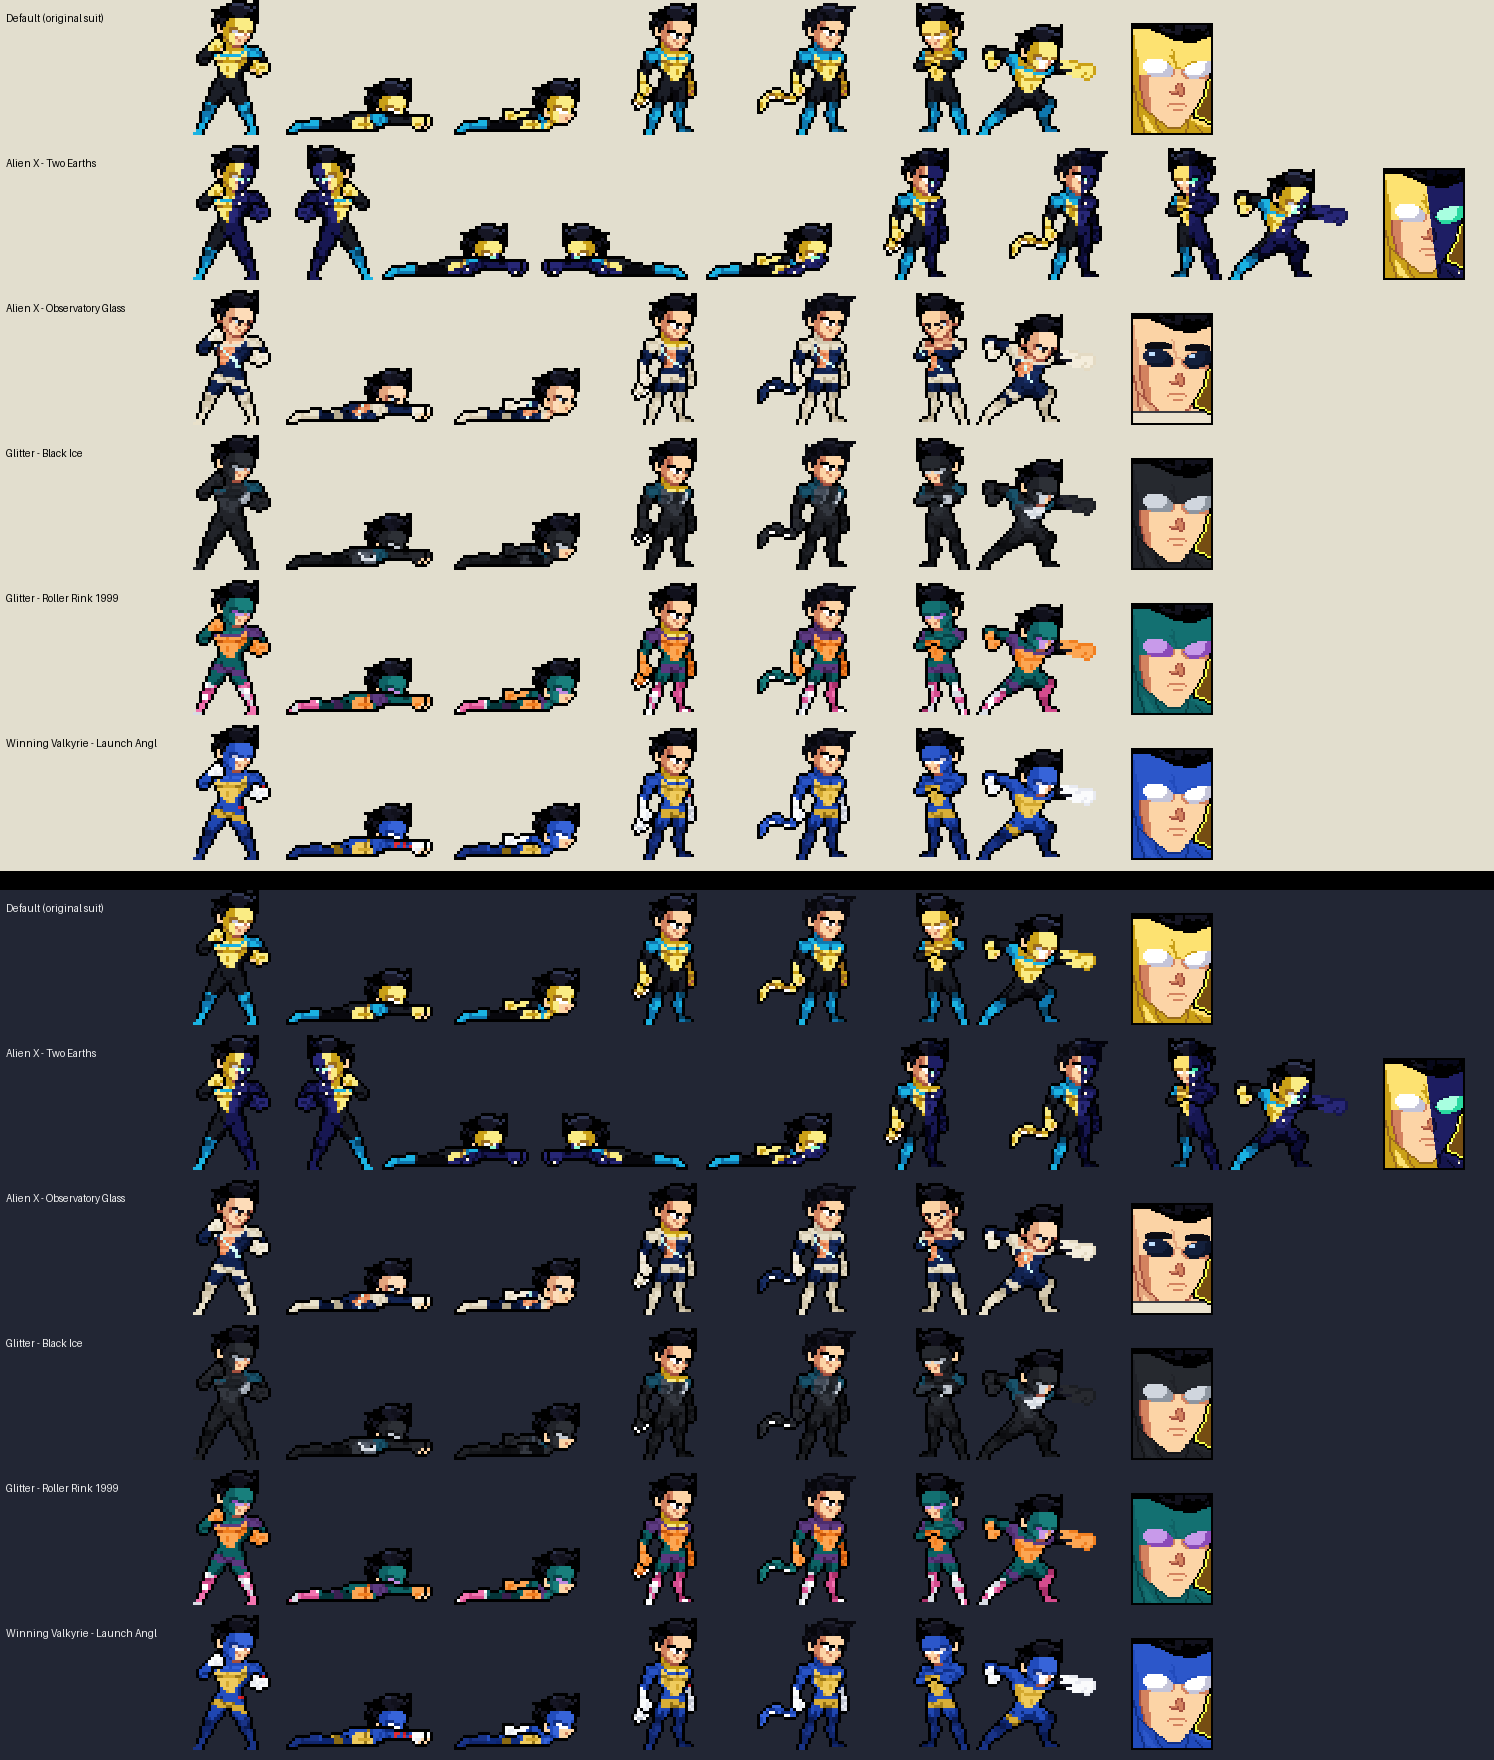 Default (original suit)
Alien X - Two Earths
Alien X - Observatory Glass
Glitter - Black Ice
Glitter - Roller Rink 1999
Winning Valkyrie - Launch Angl
Default (original suit)
Alien X - Two Earths
Alien X - Observatory Glass
Glitter - Black Ice
Glitter - Roller Rink 1999
Winning Valkyrie - Launch Angl